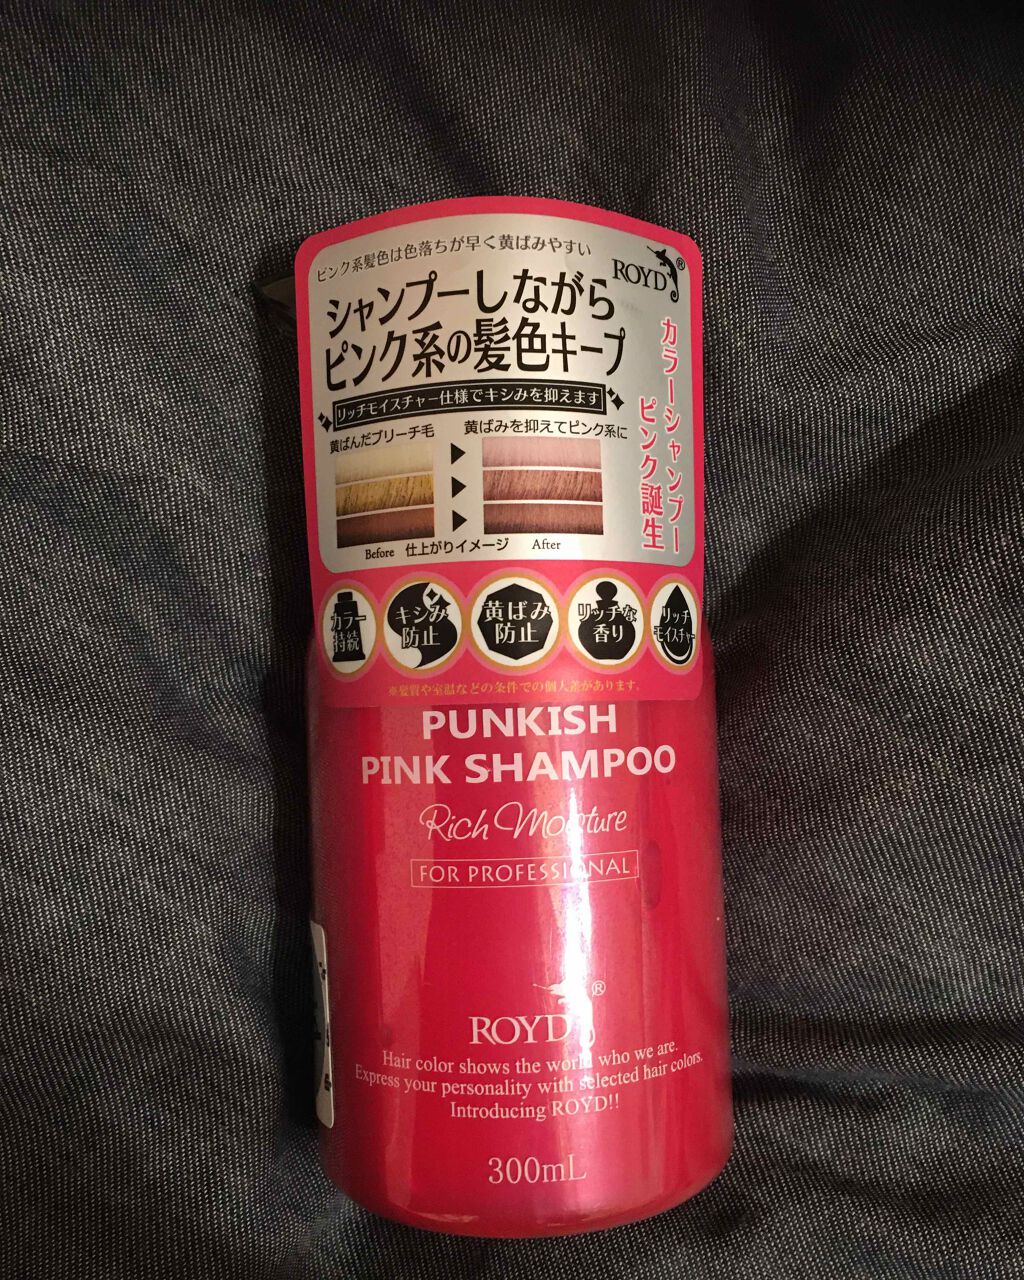 ピンク系髪色は色落ちが早く黄ばみやすい
ROYD®
シャンプーしながら
ピンク系の髪色キープ
カラーシャンプー
ピンク誕生
リッチモイスチャー仕様でキシみを抑えます
黄ばんだブリーチ毛
黄ばみを抑えてピンク系に
Before 仕上がりイメージ After
カラー
持続
キシみ
防止
黄ばみ
防止
リッチな
香り
リッチ
モイスチャー
※髪質や室温などの条件での個人差があります。
PUNKISH
PINK SHAMPOO
Rich Moisture
FOR PROFESSIONAL
ROYD®
Hair color shows the world who we are.
Express your personality with selected hair colors.
Introducing ROYD!!
300mL